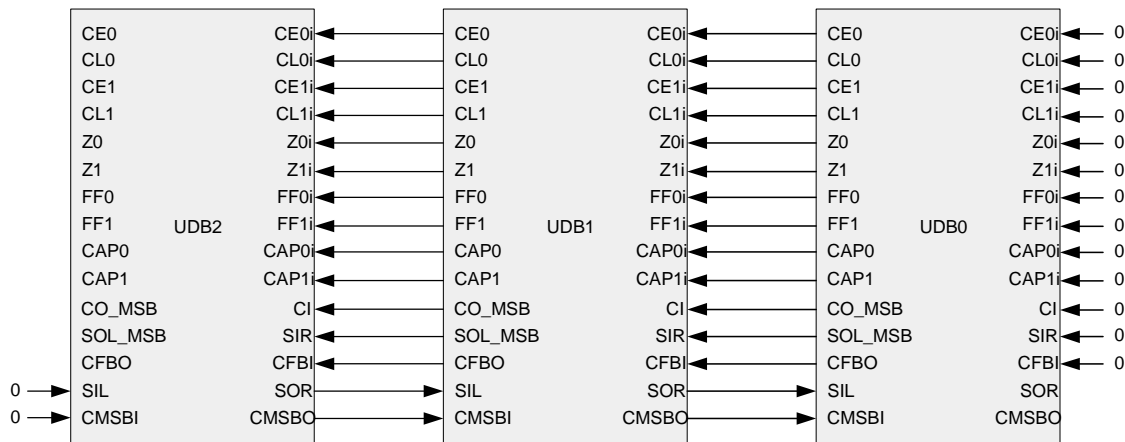 CE0 CE0i CE0 CE0i CE0 CE0i 0
CL0 CL0i CL0 CL0i CL0 CL0i 0
CE1 CE1i CE1 CE1i CE1 CE1i 0
CL1 CL1i CL1 CL1i CL1 CL1i 0
Z0 Z0i Z0 Z0i Z0 Z0i 0
Z1 Z1i Z1 Z1i Z1 Z1i 0
FF0 FF0i FF0 FF0i FF0 FF0i 0
FF1 UDB2 FF1i FF1 UDB1 FF1i FF1 UDB0 FF1i 0
CAP0 CAP0i CAP0 CAP0i CAP0 CAP0i 0
CAP1 CAP1i CAP1 CAP1i CAP1 CAP1i 0
CO_MSB CI CO_MSB CI CO_MSB CI 0
SOL_MSB SIR SOL_MSB SIR SOL_MSB SIR 0
CFBO CFBI CFBO CFBI CFBO CFBI 0
0 SIL SOR SIL SOR SIL SOR
0 CMSBI CMSBO CMSBI CMSBO CMSBI CMSBO